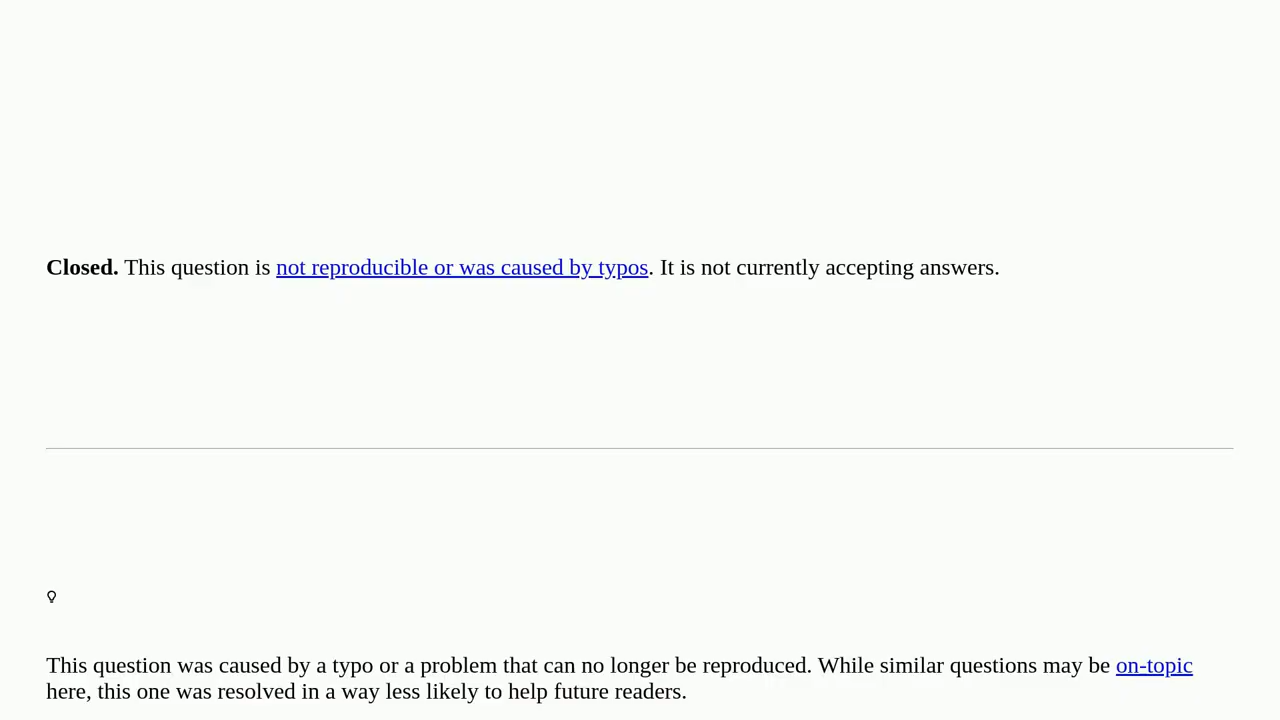 Closed. This question is not reproducible or was caused by typos. It is not currently accepting answers.
This question was caused by a typo or a problem that can no longer be reproduced. While similar questions may be on-topic
here, this one was resolved in a way less likely to help future readers.